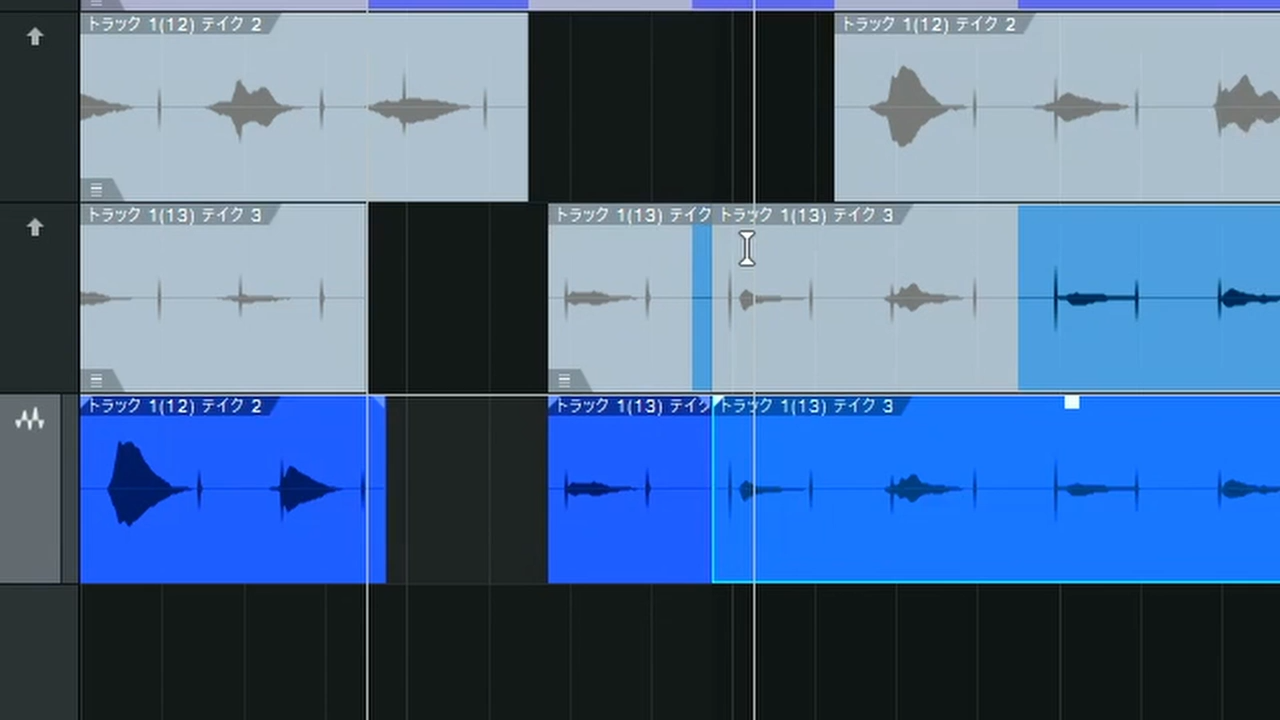 トラック 1(12) テイク 2
トラック 1(12) テイク 2
トラック 1(13) テイク 3
トラック 1(13) テイク
トラック 1(13) テイク 3
トラック 1(12) テイク 2
トラック 1(13) テイク
トラック 1(13) テイク 3